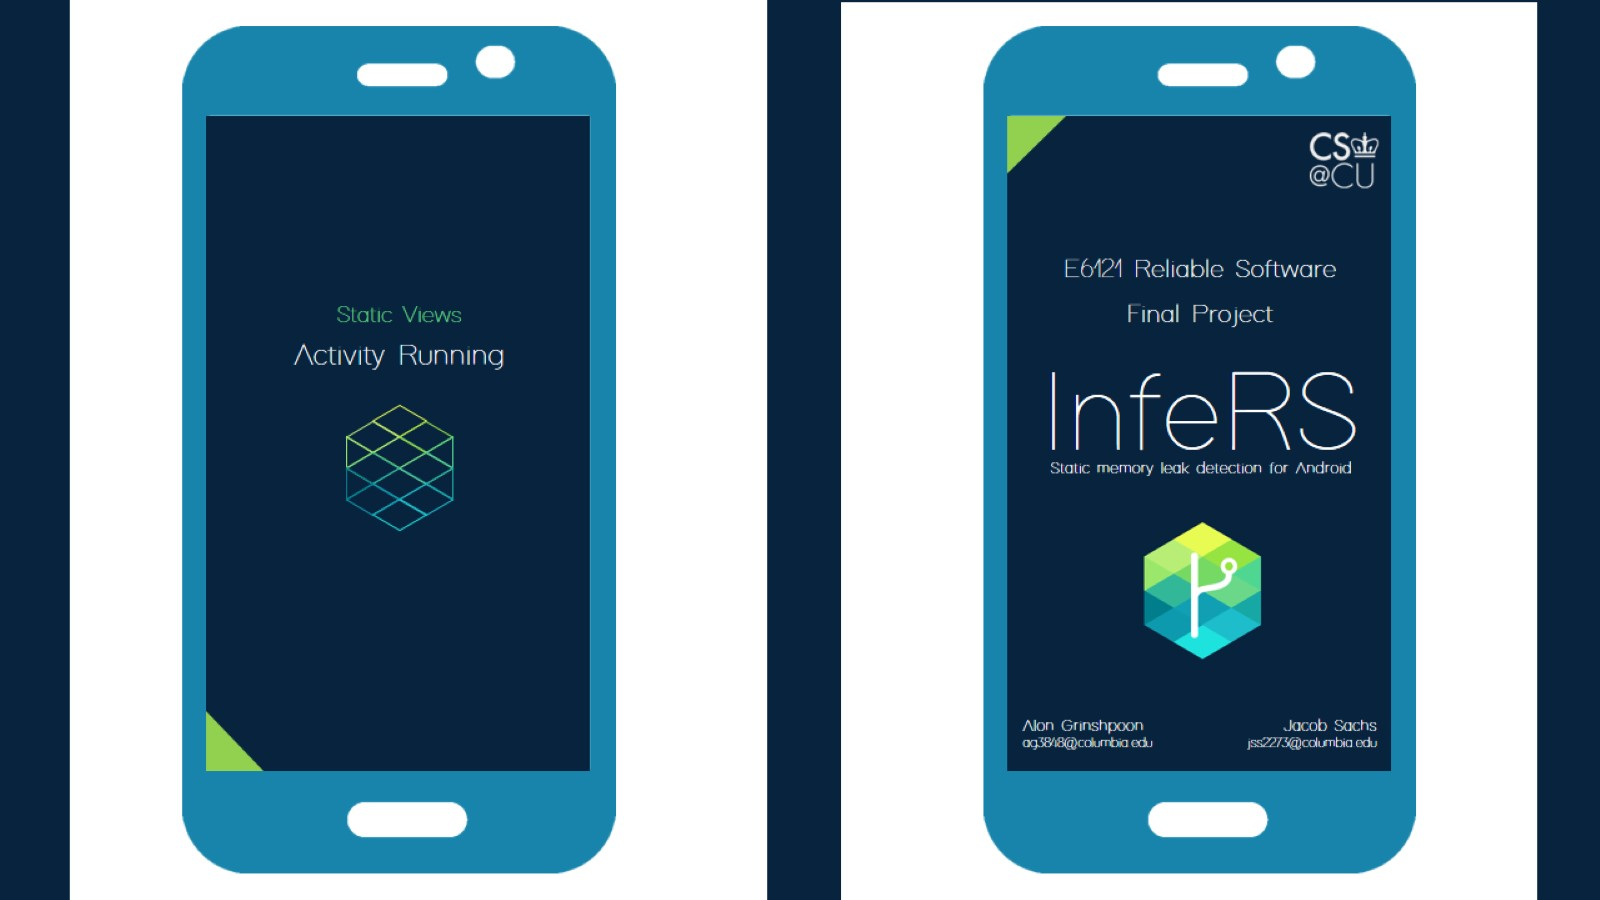 Static Views
Activity Running
CS
@CU
E6121 Reliable Software
Final Project
InfeRS
Static memory leak detection for Android
Alon Grinshpoon
ag3848@columbia.edu
Jacob Sachs
jss2273@columbia.edu